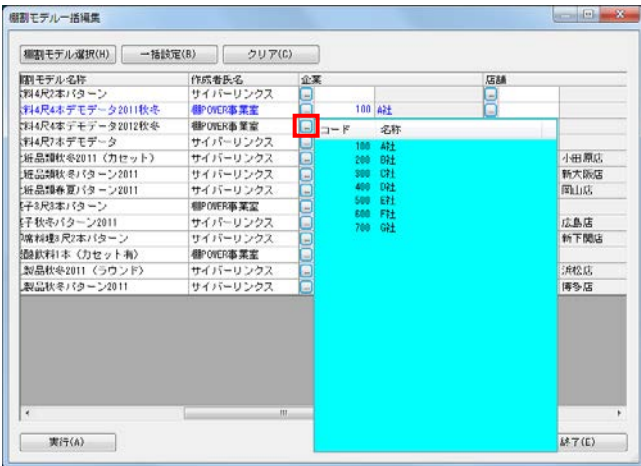 棚割モデル一括編集
棚割モデル選択(H) 一括設定(B) クリア(C)
割モデル名称 作成者氏名 企業 店舗
料4尺2本パターン サイバーリンクス
料4尺4本デモデータ2011秋冬 棚POWER事業室 100 A社
料4尺4本デモデータ2012秋冬 棚POWER事業室
料4尺7本デモデータ サイバーリンクス
紙品類秋冬2011（カセット） サイバーリンクス 小田原店
紙品類秋冬パターン2011 サイバーリンクス 新大阪店
紙品類春夏パターン2011 サイバーリンクス 岡山店
子3尺3本パターン 棚POWER事業室
子秋冬パターン2011 サイバーリンクス 広島店
席料理3尺2本パターン サイバーリンクス 新下関店
飲料1本（カセット有） 棚POWER事業室
製品秋冬2011（ラウンド） サイバーリンクス 浜松店
製品秋冬パターン2011 サイバーリンクス 博多店
コード 名称
100 A社
200 B社
300 C社
400 D社
500 E社
600 F社
700 G社
実行(A) 終了(E)